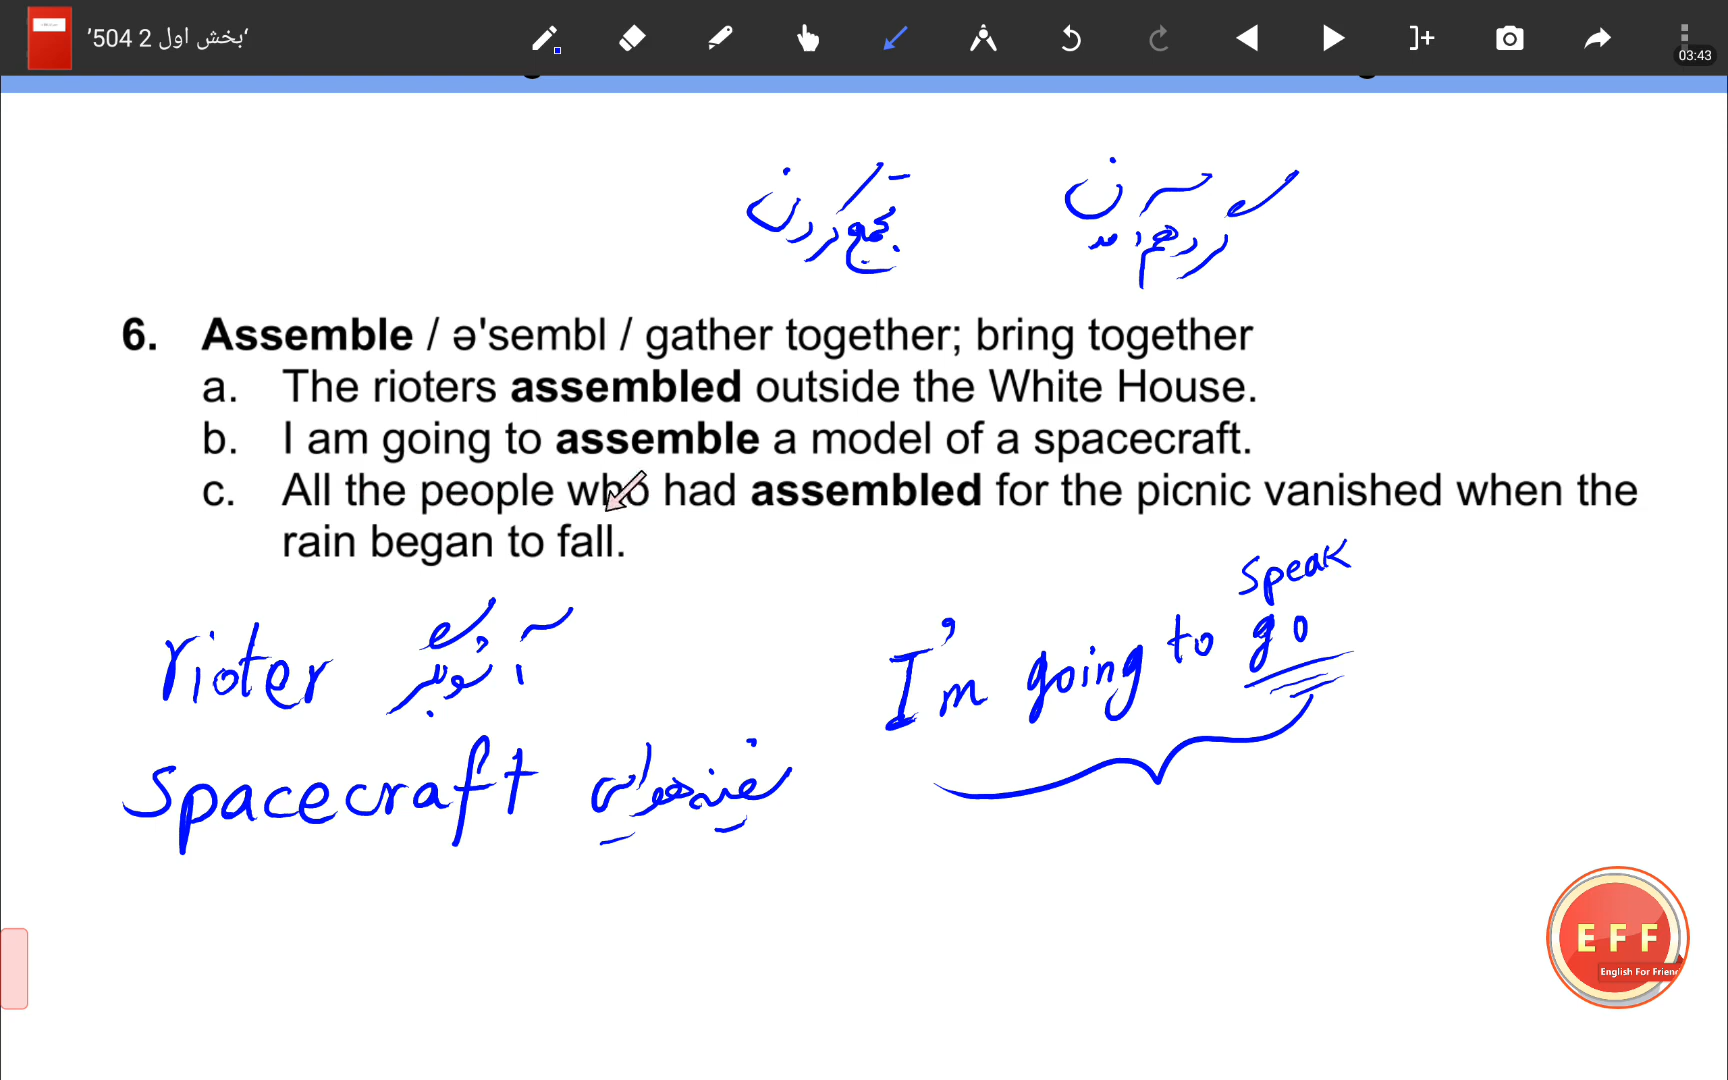 ’504 2 بخش اول‘
03:43
گردهم آمدن تجمع کردن
6. Assemble / ə'sembl / gather together; bring together
a. The rioters assembled outside the White House.
b. I am going to assemble a model of a spacecraft.
c. All the people who had assembled for the picnic vanished when the
rain began to fall.
speak
rioter آشوبگر I'm going to go
spacecraft سفینه هوایی
E F F
English For Frien